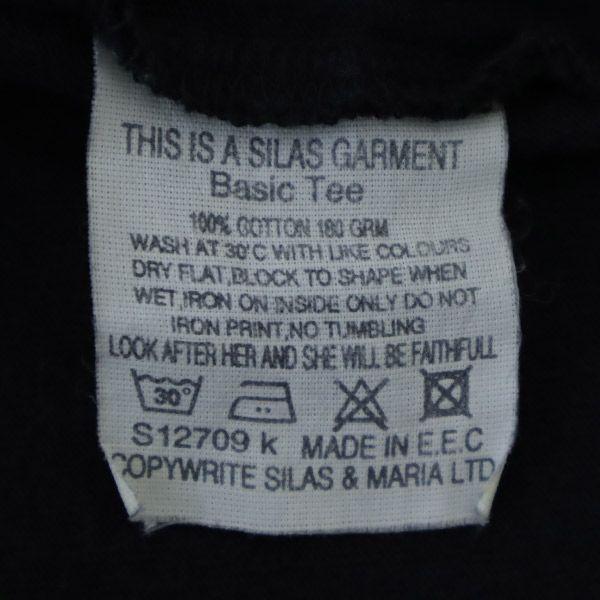 THIS IS A SILAS GARMENT
Basic Tee
100% COTTON 180 GRM
WASH AT 30°C WITH LIKE COLOURS
DRY FLAT,BLOCK TO SHAPE WHEN
WET.IRON ON INSIDE ONLY DO NOT
IRON PRINT,NO TUMBLING
LOOK AFTER HER AND SHE WILL BE FAITHFULL
30°
S12709 k MADE IN E.E.C
COPYWRITE SILAS & MARIA LTD